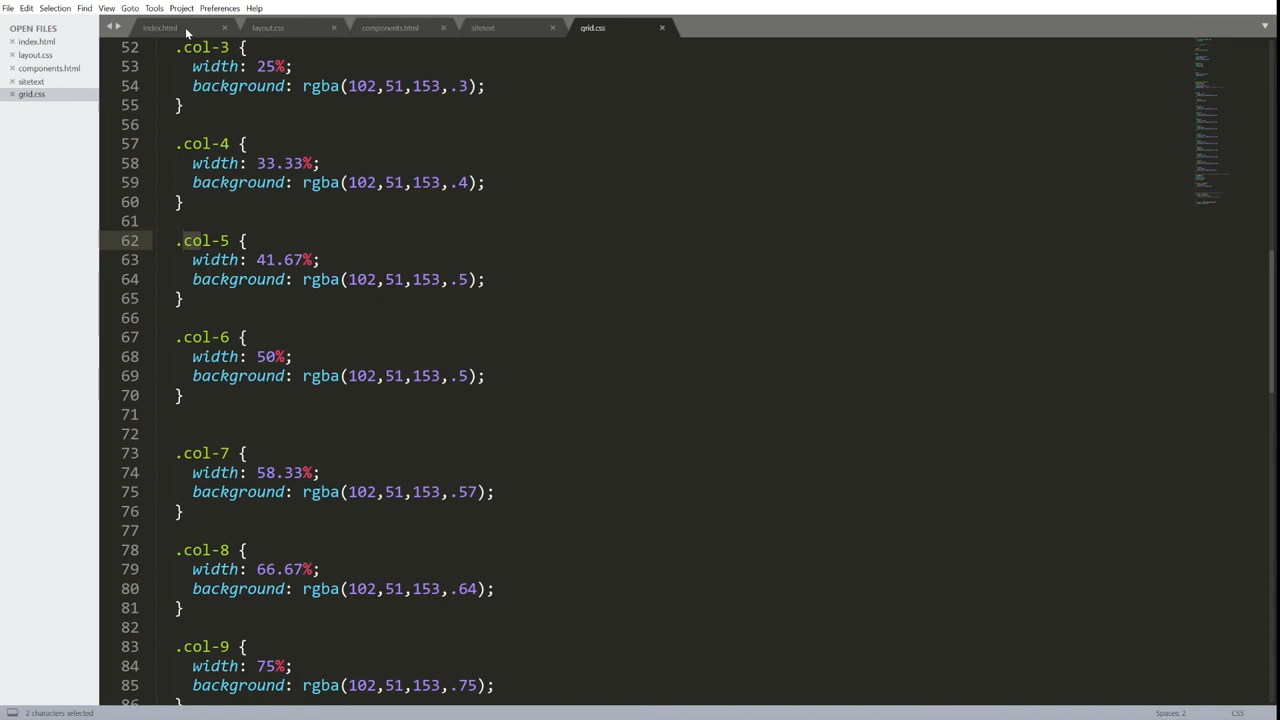 File Edit Selection Find View Goto Tools Project Preferences Help
OPEN FILES
index.html
layout.css
components.html
sitetext
grid.css
index.html layout.css components.html sitetext grid.css
52 .col-3 {
53 width: 25%;
54 background: rgba(102,51,153,.3);
55 }
56
57 .col-4 {
58 width: 33.33%;
59 background: rgba(102,51,153,.4);
60 }
61
62 .col-5 {
63 width: 41.67%;
64 background: rgba(102,51,153,.5);
65 }
66
67 .col-6 {
68 width: 50%;
69 background: rgba(102,51,153,.5);
70 }
71
72
73 .col-7 {
74 width: 58.33%;
75 background: rgba(102,51,153,.57);
76 }
77
78 .col-8 {
79 width: 66.67%;
80 background: rgba(102,51,153,.64);
81 }
82
83 .col-9 {
84 width: 75%;
85 background: rgba(102,51,153,.75);
86 }
2 characters selected Spaces: 2 CSS